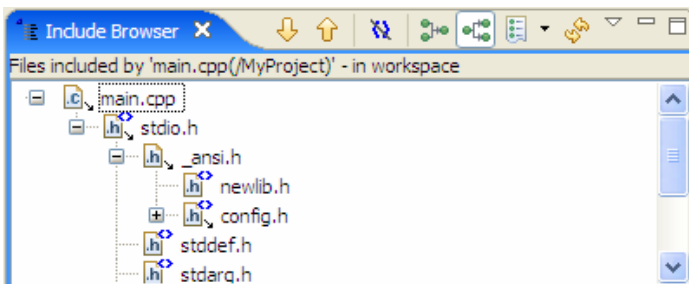 Include Browser
Files included by 'main.cpp(/MyProject)' - in workspace
.c main.cpp
.h stdio.h
.h _ansi.h
.h newlib.h
.h config.h
.h stddef.h
.h stdarg.h